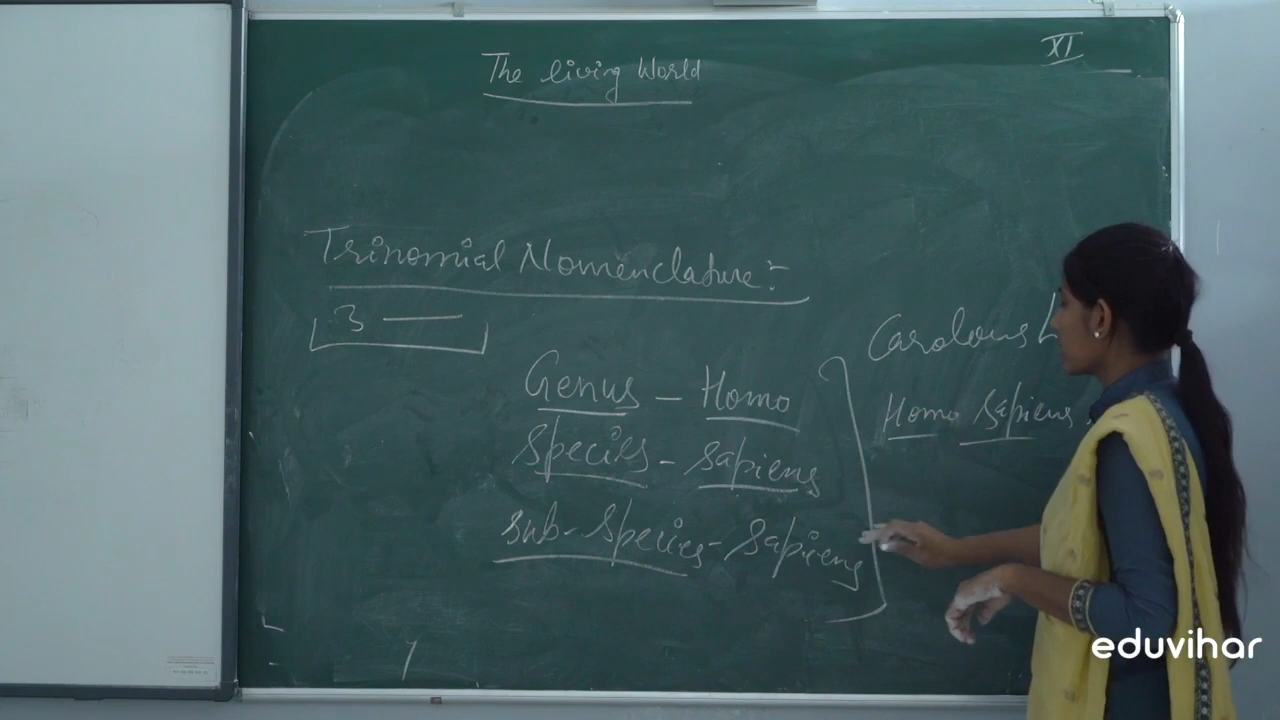 The living World
XI
Trinomial Nomenclature:-
3
Genus - Homo
Species - sapiens
sub-species - sapiens
Carolous L
Homo sapiens
eduvihar